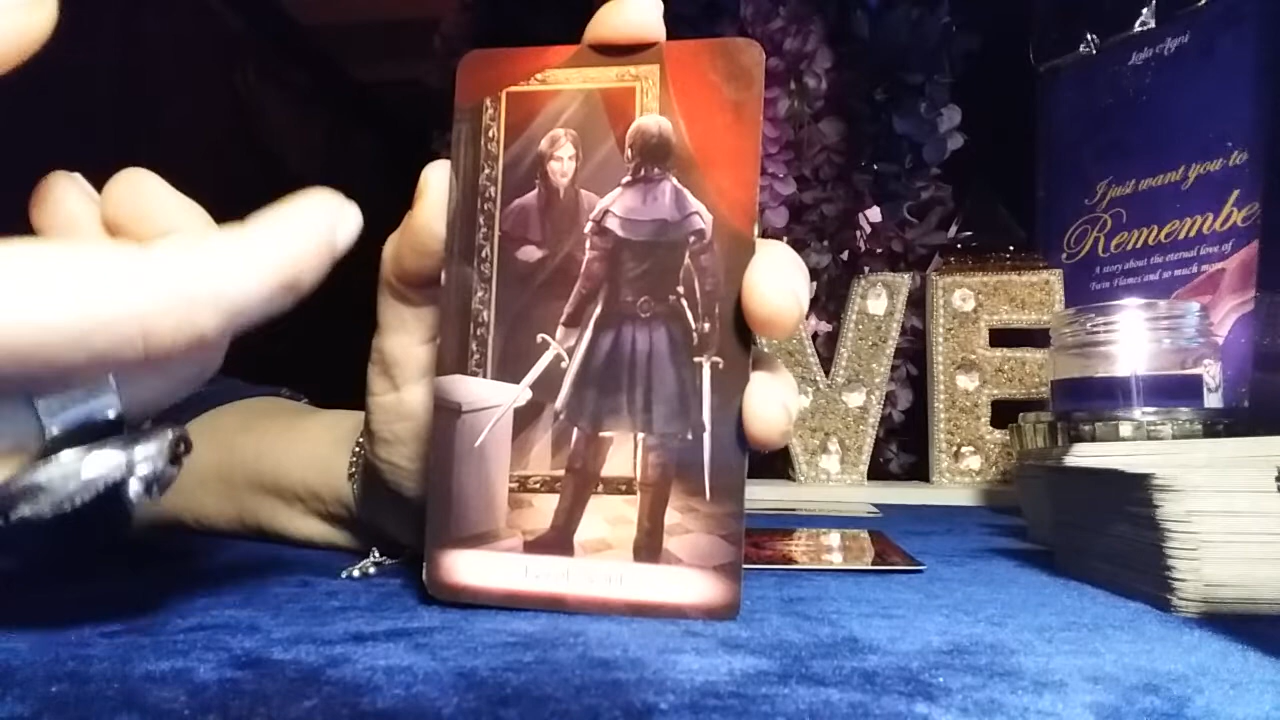 Lala Agni
I just want you to
Remembe
A story about the eternal love of
Twin Flames and so much more
VE